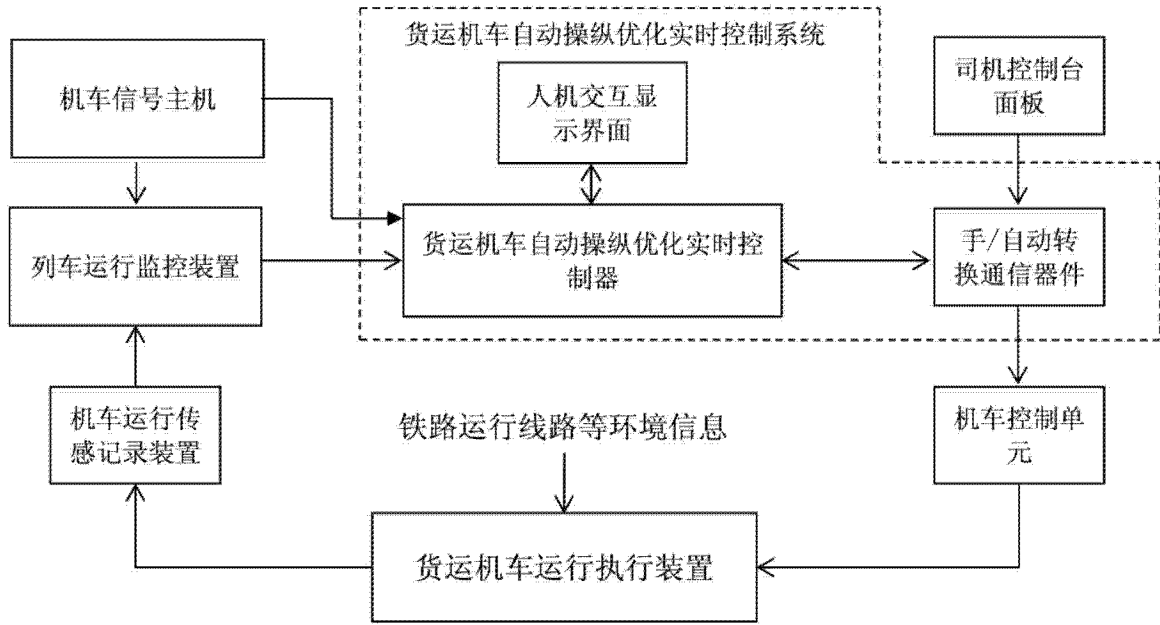 货运机车自动操纵优化实时控制系统
机车信号主机
人机交互显
示界面
司机控制台
面板
列车运行监控装置
货运机车自动操纵优化实时控
制器
手/自动转
换通信器件
机车运行传
感记录装置
铁路运行线路等环境信息
机车控制单
元
货运机车运行执行装置